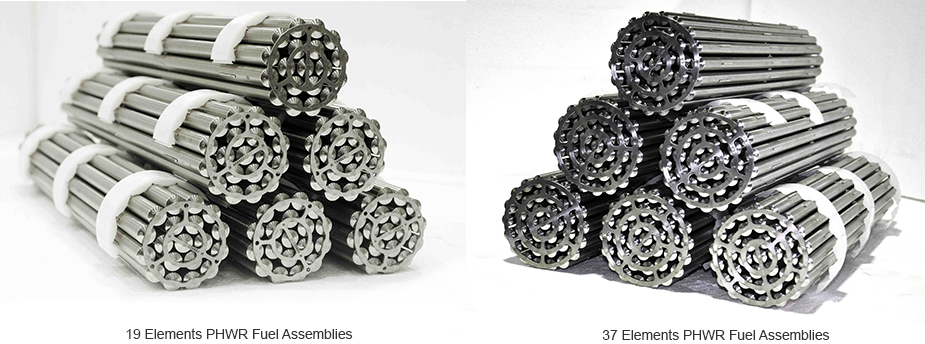 19 Elements PHWR Fuel Assemblies
37 Elements PHWR Fuel Assemblies